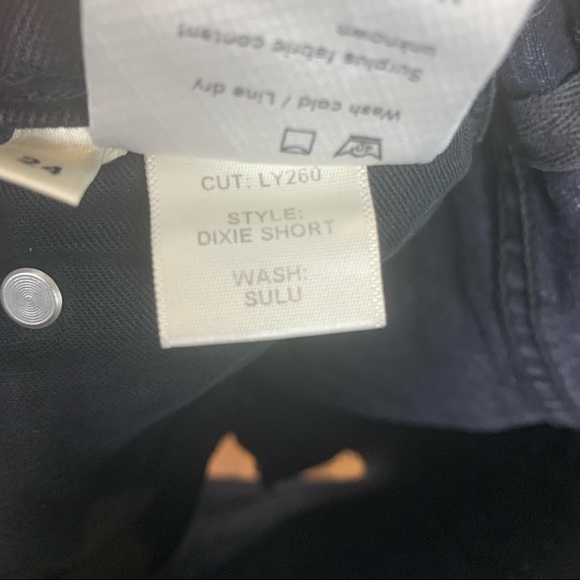 unknown
Surplus fabric content
Wash cold / Line dry
24
CUT: LY260
STYLE:
DIXIE SHORT
WASH:
SULU